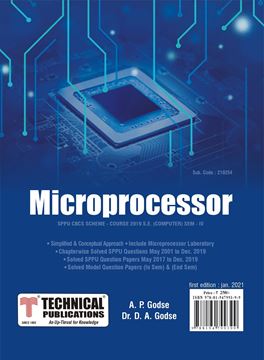 Sub. Code : 210254
Microprocessor
SPPU CBCS SCHEME - COURSE 2019 S.E. (COMPUTER) SEM - IV
• Simplified & Conceptual Approach • Include Microprocessor Laboratory
• Chapterwise Solved SPPU Questions May 2001 to Dec. 2019
• Solved SPPU Question Papers May 2017 to Dec. 2019
• Solved Model Question Papers (In Sem) & (End Sem)
first edition : jan. 2021
TECHNICAL
PUBLICATIONS
SINCE 1993
An Up-Thrust for Knowledge
A. P. Godse
Dr. D. A. Godse